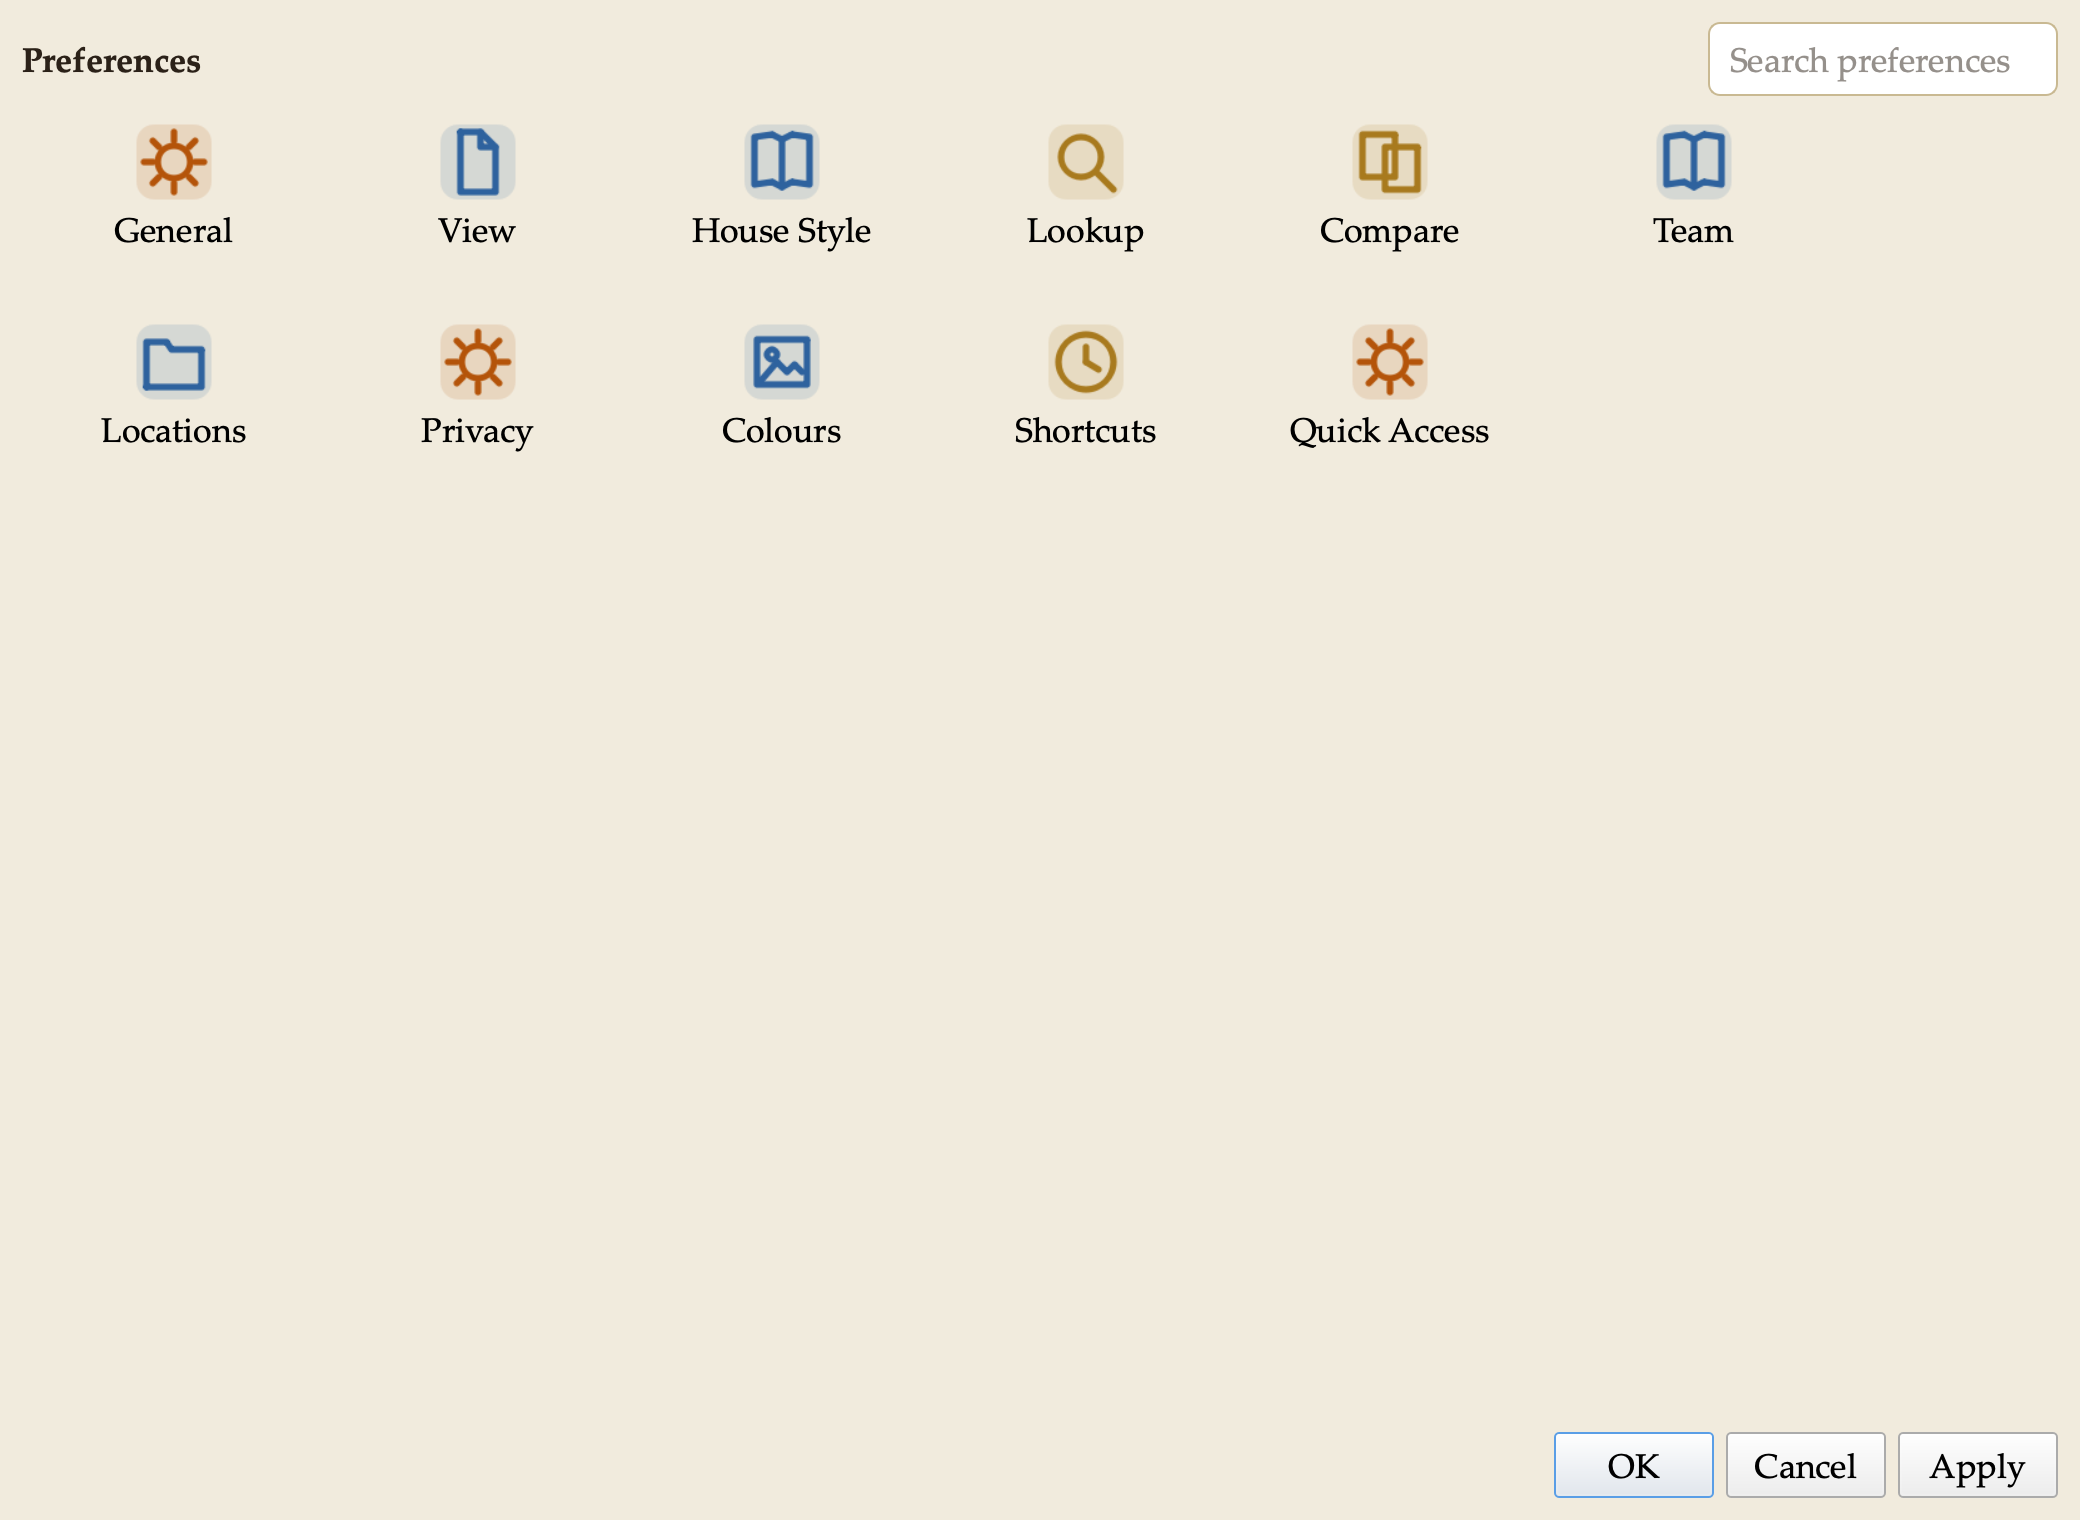 Preferences
Search preferences
General
View
House Style
Lookup
Compare
Team
Locations
Privacy
Colours
Shortcuts
Quick Access
OK
Cancel
Apply